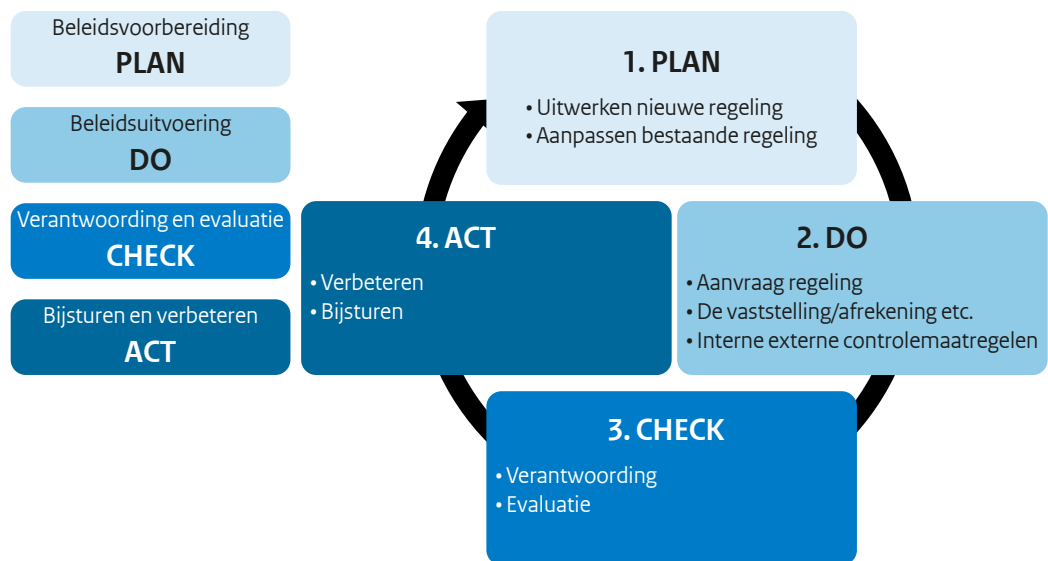 Beleidsvoorbereiding
PLAN
Beleidsuitvoering
DO
Verantwoording en evaluatie
CHECK
Bijsturen en verbeteren
ACT
1. PLAN
• Uitwerken nieuwe regeling
• Aanpassen bestaande regeling
2. DO
• Aanvraag regeling
• De vaststelling/afrekening etc.
• Interne externe controlemaatregelen
3. CHECK
• Verantwoording
• Evaluatie
4. ACT
• Verbeteren
• Bijsturen